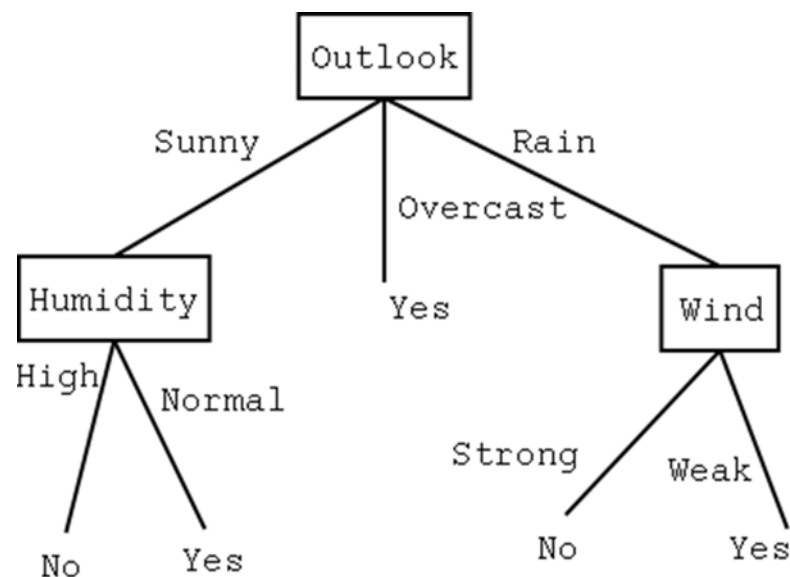 Outlook
Sunny
Rain
Overcast
Humidity
Yes
Wind
High
Normal
Strong
Weak
No
Yes
No
Yes